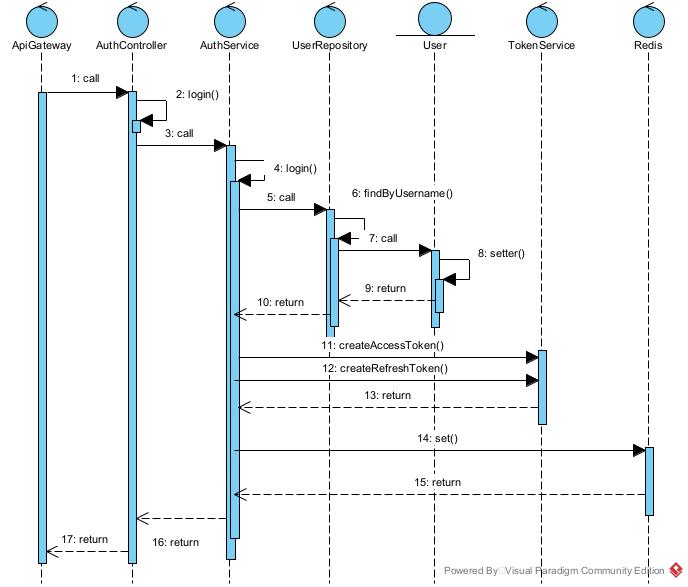 ApiGateway AuthController AuthService UserRepository User TokenService Redis
1: call
2: login()
3: call
4: login()
5: call
6: findByUsername()
7: call
8: setter()
9: return
10: return
11: createAccessToken()
12: createRefreshToken()
13: return
14: set()
15: return
16: return
17: return
Powered By Visual Paradigm Community Edition